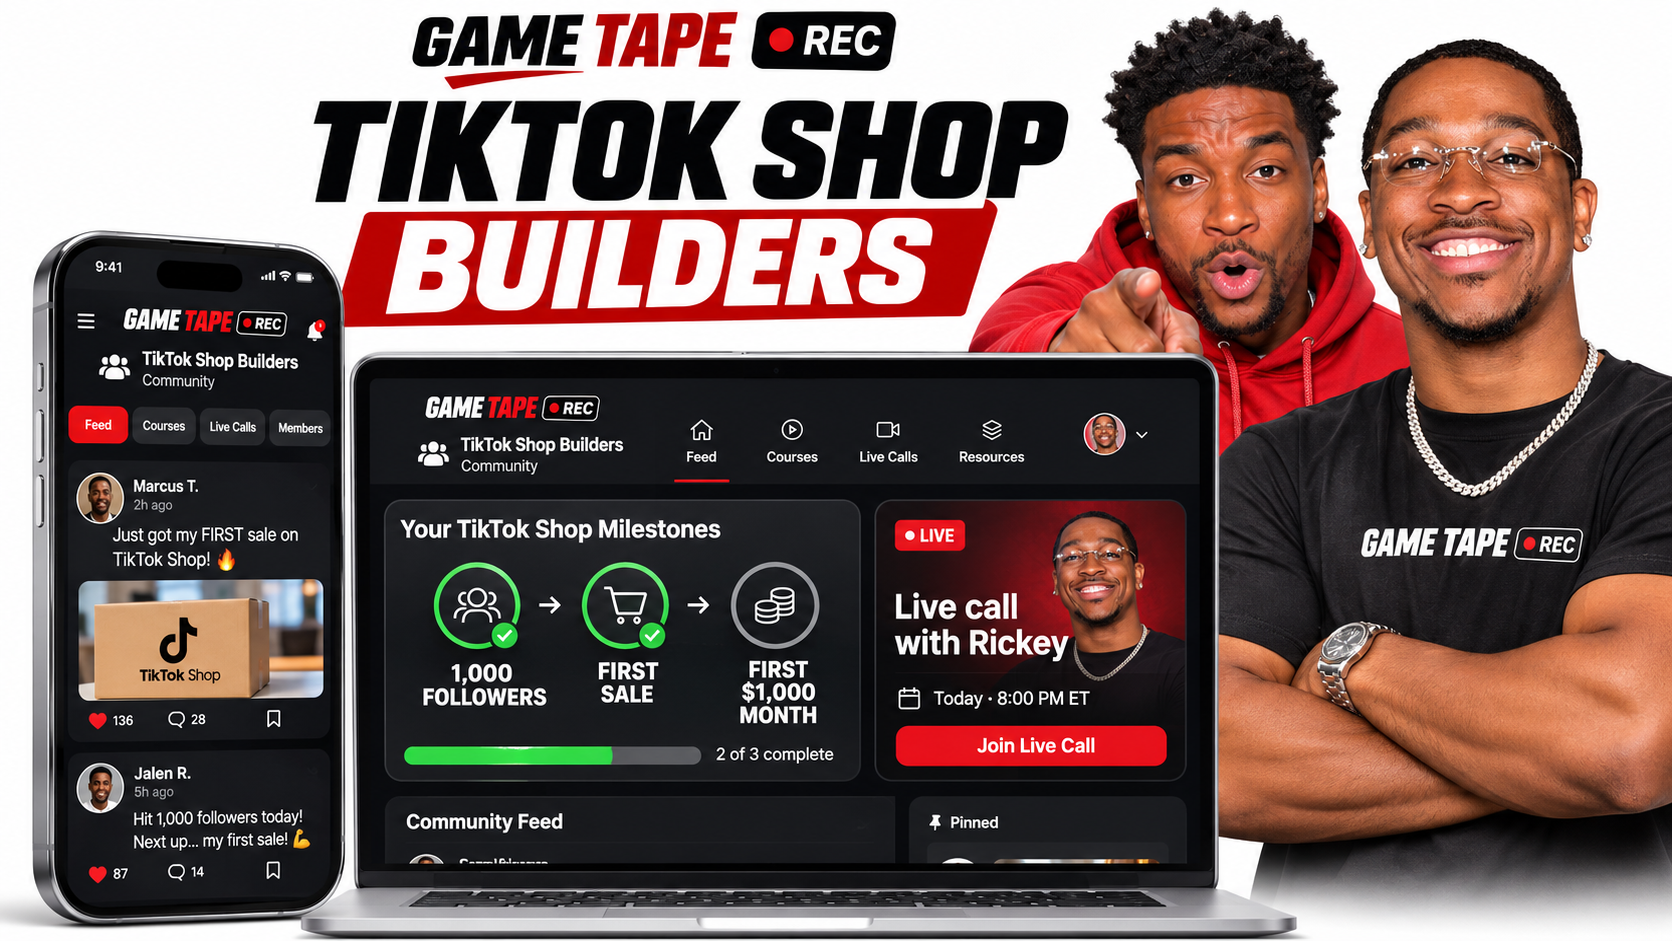 GAME TAPE REC
TIKTOK SHOP
BUILDERS
9:41
GAME TAPE REC
1
TikTok Shop Builders
Community
Feed
Courses
Live Calls
Members
Marcus T.
2h ago
Just got my FIRST sale on
TikTok Shop! 🔥
TikTok Shop
136
28
Jalen R.
5h ago
Hit 1,000 followers today!
Next up... my first sale! 💪
87
14
GAME TAPE REC
TikTok Shop Builders
Community
Feed
Courses
Live Calls
Resources
Your TikTok Shop Milestones
1,000
FOLLOWERS
FIRST
SALE
FIRST
$1,000
MONTH
2 of 3 complete
LIVE
Live call
with Rickey
Today · 8:00 PM ET
Join Live Call
Community Feed
Pinned
GAME TAPE REC